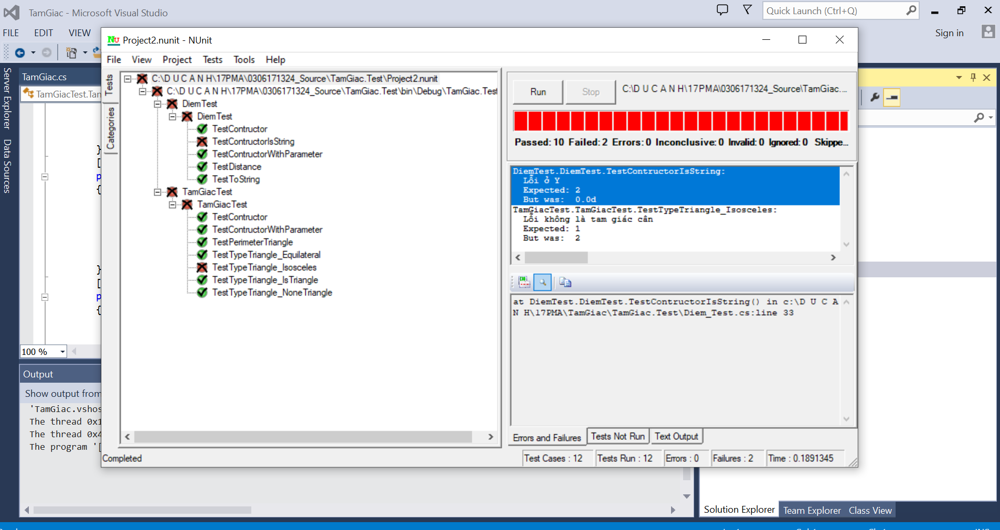 TamGiac - Microsoft Visual Studio
Quick Launch (Ctrl+Q)
FILE EDIT VIEW
Sign in
Server Explorer
Data Sources
TamGiac.cs
TamGiacTest.Tam
}
[
p
{
}
[
p
{
100 %
Output
Show output from
'TamGiac.vshos
The thread 0x1
The thread 0x4
The program '[
Project2.nunit - NUnit
File View Project Tests Tools Help
Tests
Categories
C:\D U C A N H\17PMA\0306171324_Source\TamGiac.Test\Project2.nunit
C:\D U C A N H\17PMA\0306171324_Source\TamGiac.Test\bin\Debug\TamGiac.Test
DiemTest
DiemTest
TestContructor
TestContructorIsString
TestContructorWithParameter
TestDistance
TestToString
TamGiacTest
TamGiacTest
TestContructor
TestContructorWithParameter
TestPerimeterTriangle
TestTypeTriangle_Equilateral
TestTypeTriangle_Isosceles
TestTypeTriangle_IsTriangle
TestTypeTriangle_NoneTriangle
Run Stop C:\D U C A N H\17PMA\0306171324_Source\TamGiac....
Passed: 10 Failed: 2 Errors: 0 Inconclusive: 0 Invalid: 0 Ignored: 0 Skippe...
DiemTest.DiemTest.TestContructorIsString:
Lỗi ở Y
Expected: 2
But was: 0.0d
TamGiacTest.TamGiacTest.TestTypeTriangle_Isosceles:
Lỗi không là tam giác cân
Expected: 1
But was: 2
at DiemTest.DiemTest.TestContructorIsString() in c:\D U C A
N H\17PMA\TamGiac\TamGiac.Test\Diem_Test.cs:line 33
Errors and Failures Tests Not Run Text Output
Completed
Test Cases : 12 Tests Run : 12 Errors : 0 Failures : 2 Time : 0.1891345
Solution Explorer Team Explorer Class View